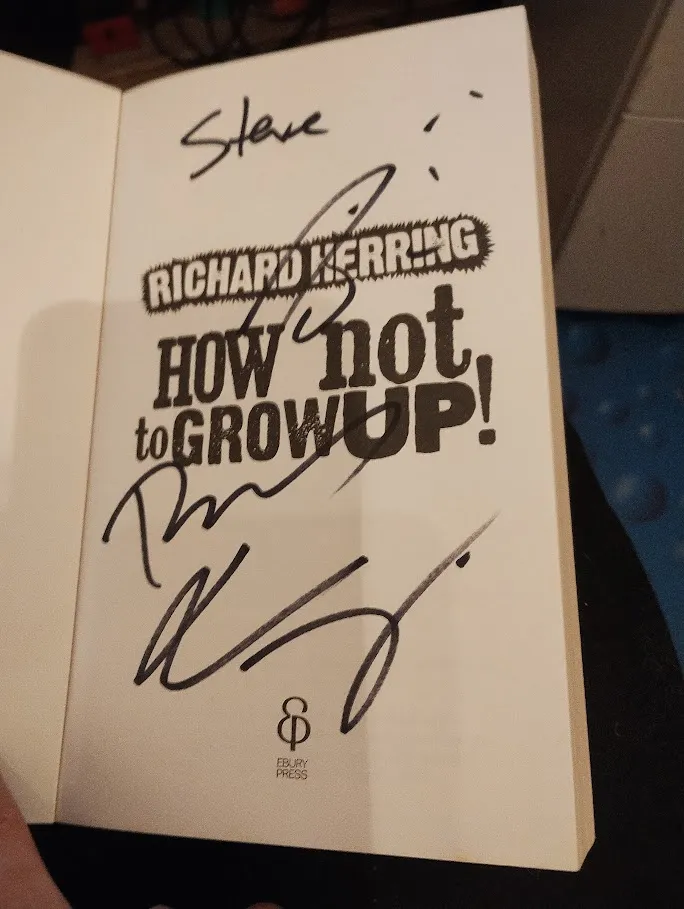 Steve
RICHARD HERRING
HOW not
to GROW UP!
EBURY
PRESS